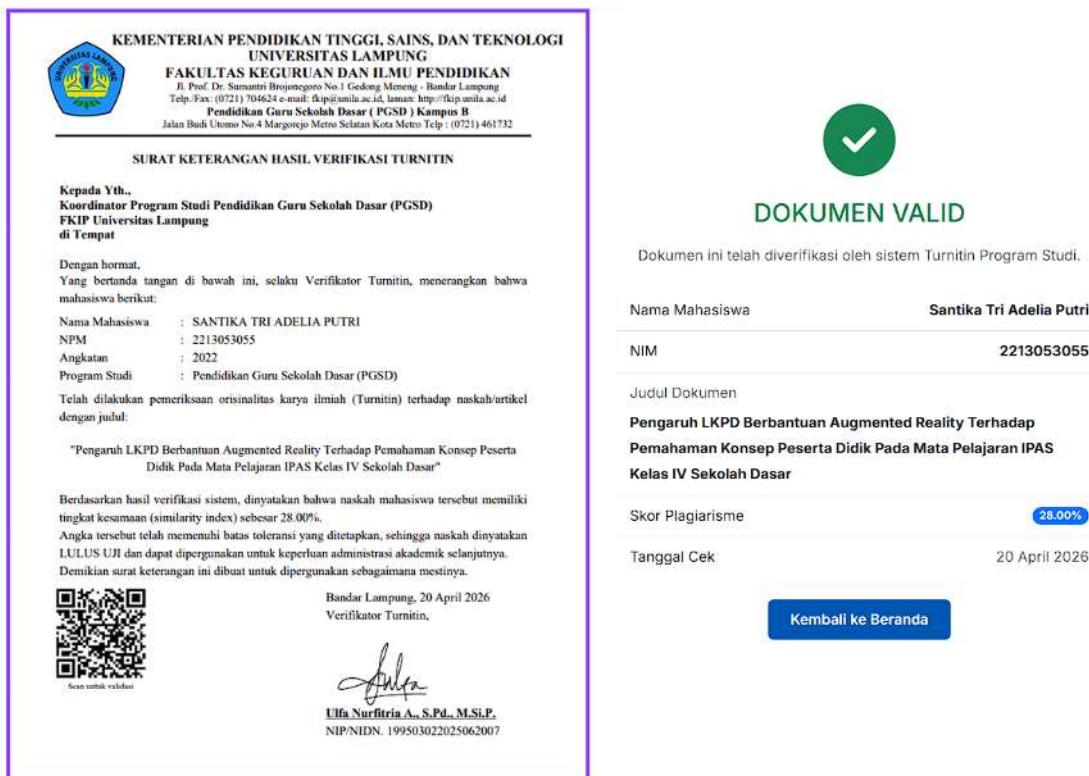 KEMENTERIAN PENDIDIKAN TINGGI, SAINS, DAN TEKNOLOGI
UNIVERSITAS LAMPUNG
FAKULTAS KEGURUAN DAN ILMU PENDIDIKAN
Jl. Prof. Dr. Sumantri Brojonegoro No.1 Gedong Meneng - Bandar Lampung
Telp./Fax: (0721) 704624 e-mail: fkip@unila.ac.id, laman: http://fkip.unila.ac.id
Pendidikan Guru Sekolah Dasar ( PGSD ) Kampus B
Jalan Budi Utomo No.4 Margorejo Metro Selatan Kota Metro Telp : (0721) 461732
UNIVERSITAS LAMPUNG
SURAT KETERANGAN HASIL VERIFIKASI TURNITIN
Kepada Yth.,
Koordinator Program Studi Pendidikan Guru Sekolah Dasar (PGSD)
FKIP Universitas Lampung
di Tempat
Dengan hormat,
Yang bertanda tangan di bawah ini, selaku Verifikator Turnitin, menerangkan bahwa
mahasiswa berikut:
Nama Mahasiswa : SANTIKA TRI ADELIA PUTRI
NPM : 2213053055
Angkatan : 2022
Program Studi : Pendidikan Guru Sekolah Dasar (PGSD)
Telah dilakukan pemeriksaan orisinalitas karya ilmiah (Turnitin) terhadap naskah/artikel
dengan judul:
"Pengaruh LKPD Berbantuan Augmented Reality Terhadap Pemahaman Konsep Peserta
Didik Pada Mata Pelajaran IPAS Kelas IV Sekolah Dasar"
Berdasarkan hasil verifikasi sistem, dinyatakan bahwa naskah mahasiswa tersebut memiliki
tingkat kesamaan (similarity index) sebesar 28.00%.
Angka tersebut telah memenuhi batas toleransi yang ditetapkan, sehingga naskah dinyatakan
LULUS UJI dan dapat dipergunakan untuk keperluan administrasi akademik selanjutnya.
Demikian surat keterangan ini dibuat untuk dipergunakan sebagaimana mestinya.
Scan untuk validasi
Bandar Lampung, 20 April 2026
Verifikator Turnitin,
Ulfa Nurfitria A., S.Pd., M.Si.P.
NIP/NIDN. 199503022025062007
DOKUMEN VALID
Dokumen ini telah diverifikasi oleh sistem Turnitin Program Studi.
Nama Mahasiswa Santika Tri Adelia Putri
NIM 2213053055
Judul Dokumen
Pengaruh LKPD Berbantuan Augmented Reality Terhadap
Pemahaman Konsep Peserta Didik Pada Mata Pelajaran IPAS
Kelas IV Sekolah Dasar
Skor Plagiarisme 28.00%
Tanggal Cek 20 April 2026
Kembali ke Beranda